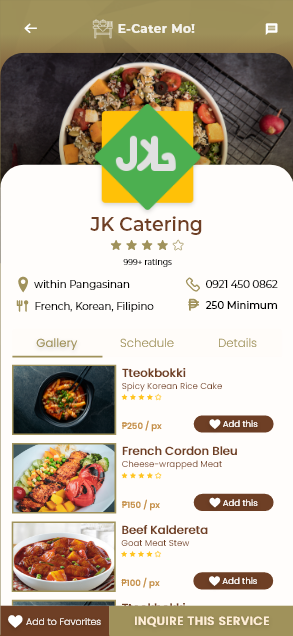 E-Cater Mo!
JK
JK Catering
999+ ratings
within Pangasinan
0921 450 0862
French, Korean, Filipino
250 Minimum
Gallery Schedule Details
Tteokbokki
Spicy Korean Rice Cake
₱250 / px
Add this
French Cordon Bleu
Cheese-wrapped Meat
₱150 / px
Add this
Beef Kaldereta
Goat Meat Stew
₱100 / px
Add this
Tteokbokki
Add to Favorites
INQUIRE THIS SERVICE